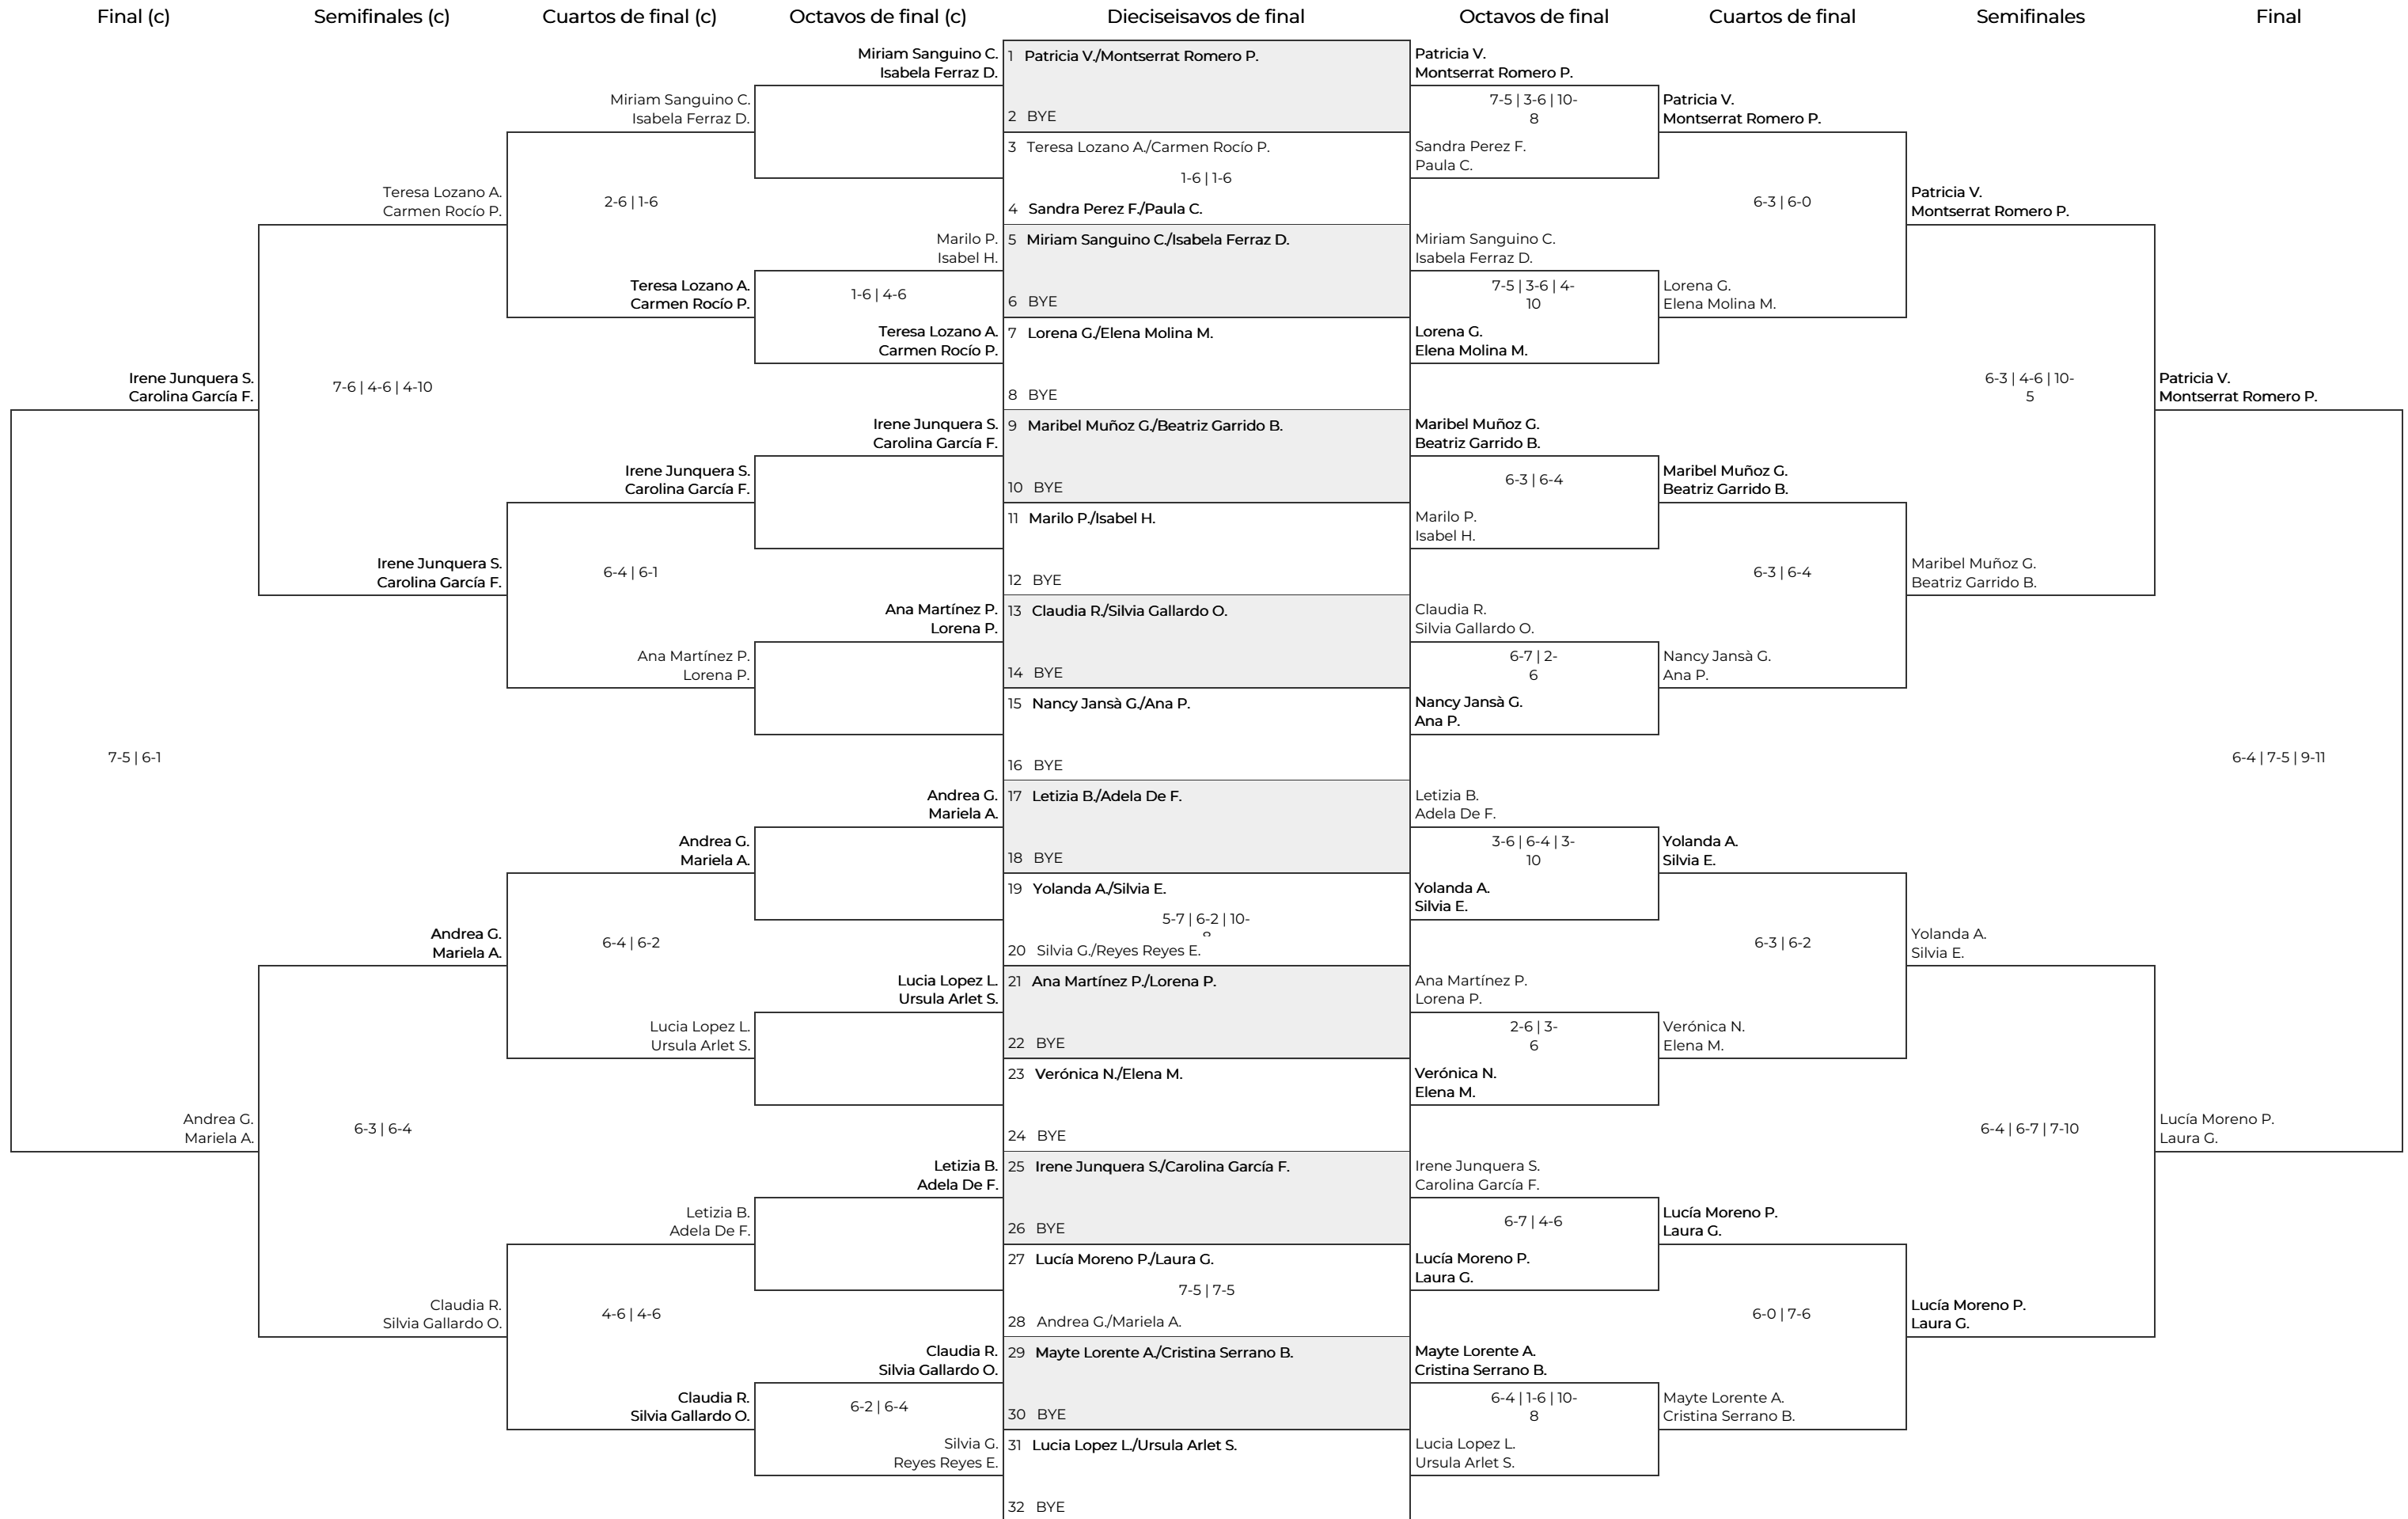 Final (c)
Semifinales (c)
Cuartos de final (c)
Octavos de final (c)
Dieciseisavos de final
Octavos de final
Cuartos de final
Semifinales
Final
Irene Junquera S.
Carolina García F.
7-5 | 6-1
Andrea G.
Mariela A.
Teresa Lozano A.
Carmen Rocío P.
7-6 | 4-6 | 4-10
Irene Junquera S.
Carolina García F.
Andrea G.
Mariela A.
6-3 | 6-4
Claudia R.
Silvia Gallardo O.
Miriam Sanguino C.
Isabela Ferraz D.
2-6 | 1-6
Teresa Lozano A.
Carmen Rocío P.
Irene Junquera S.
Carolina García F.
6-4 | 6-1
Ana Martínez P.
Lorena P.
Andrea G.
Mariela A.
6-4 | 6-2
Lucia Lopez L.
Ursula Arlet S.
Letizia B.
Adela De F.
4-6 | 4-6
Claudia R.
Silvia Gallardo O.
Miriam Sanguino C.
Isabela Ferraz D.
Marilo P.
Isabel H.
1-6 | 4-6
Teresa Lozano A.
Carmen Rocío P.
Irene Junquera S.
Carolina García F.
Ana Martínez P.
Lorena P.
Andrea G.
Mariela A.
Lucia Lopez L.
Ursula Arlet S.
Letizia B.
Adela De F.
Claudia R.
Silvia Gallardo O.
6-2 | 6-4
Silvia G.
Reyes Reyes E.
1 Patricia V./Montserrat Romero P.
2 BYE
3 Teresa Lozano A./Carmen Rocío P.
1-6 | 1-6
4 Sandra Perez F./Paula C.
5 Miriam Sanguino C./Isabela Ferraz D.
6 BYE
7 Lorena G./Elena Molina M.
8 BYE
9 Maribel Muñoz G./Beatriz Garrido B.
10 BYE
11 Marilo P./Isabel H.
12 BYE
13 Claudia R./Silvia Gallardo O.
14 BYE
15 Nancy Jansà G./Ana P.
16 BYE
17 Letizia B./Adela De F.
18 BYE
19 Yolanda A./Silvia E.
5-7 | 6-2 | 10-
20 Silvia G./Reyes Reyes E.
21 Ana Martínez P./Lorena P.
22 BYE
23 Verónica N./Elena M.
24 BYE
25 Irene Junquera S./Carolina García F.
26 BYE
27 Lucía Moreno P./Laura G.
7-5 | 7-5
28 Andrea G./Mariela A.
29 Mayte Lorente A./Cristina Serrano B.
30 BYE
31 Lucia Lopez L./Ursula Arlet S.
32 BYE
Patricia V.
Montserrat Romero P.
7-5 | 3-6 | 10-
8
Sandra Perez F.
Paula C.
Miriam Sanguino C.
Isabela Ferraz D.
7-5 | 3-6 | 4-
10
Lorena G.
Elena Molina M.
Maribel Muñoz G.
Beatriz Garrido B.
6-3 | 6-4
Marilo P.
Isabel H.
Claudia R.
Silvia Gallardo O.
6-7 | 2-
6
Nancy Jansà G.
Ana P.
Letizia B.
Adela De F.
3-6 | 6-4 | 3-
10
Yolanda A.
Silvia E.
Ana Martínez P.
Lorena P.
2-6 | 3-
6
Verónica N.
Elena M.
Irene Junquera S.
Carolina García F.
6-7 | 4-6
Lucía Moreno P.
Laura G.
Mayte Lorente A.
Cristina Serrano B.
6-4 | 1-6 | 10-
8
Lucia Lopez L.
Ursula Arlet S.
Patricia V.
Montserrat Romero P.
6-3 | 6-0
Lorena G.
Elena Molina M.
Maribel Muñoz G.
Beatriz Garrido B.
6-3 | 6-4
Nancy Jansà G.
Ana P.
Yolanda A.
Silvia E.
6-3 | 6-2
Verónica N.
Elena M.
Lucía Moreno P.
Laura G.
6-0 | 7-6
Mayte Lorente A.
Cristina Serrano B.
Patricia V.
Montserrat Romero P.
6-3 | 4-6 | 10-
5
Maribel Muñoz G.
Beatriz Garrido B.
Yolanda A.
Silvia E.
6-4 | 6-7 | 7-10
Lucía Moreno P.
Laura G.
Patricia V.
Montserrat Romero P.
6-4 | 7-5 | 9-11
Lucía Moreno P.
Laura G.